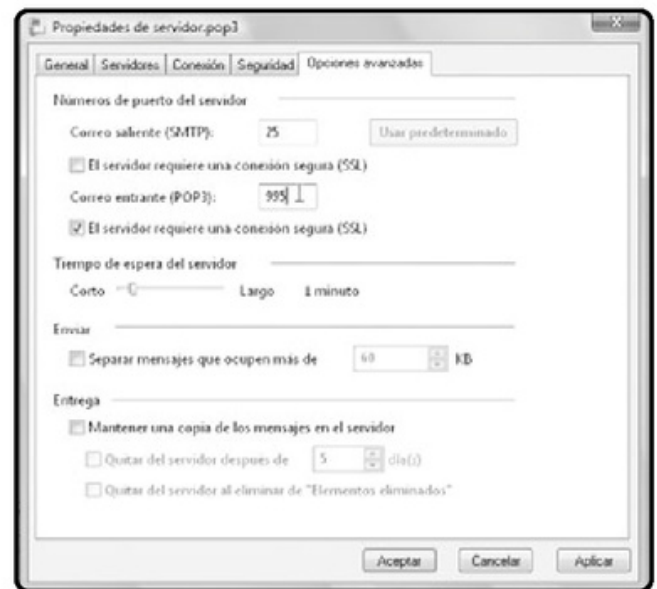 Propiedades de servidor.pop3
General Servidores Conexión Seguridad Opciones avanzadas
Números de puerto del servidor
Correo saliente (SMTP): 25 Usar predeterminado
El servidor requiere una conexión segura (SSL)
Correo entrante (POP3): 995
El servidor requiere una conexión segura (SSL)
Tiempo de espera del servidor
Corto Largo 1 minuto
Enviar
Separar mensajes que ocupen más de 60 KB
Entrega
Mantener una copia de los mensajes en el servidor
Quitar del servidor después de 5 día(s)
Quitar del servidor al eliminar de "Elementos eliminados"
Aceptar Cancelar Aplicar